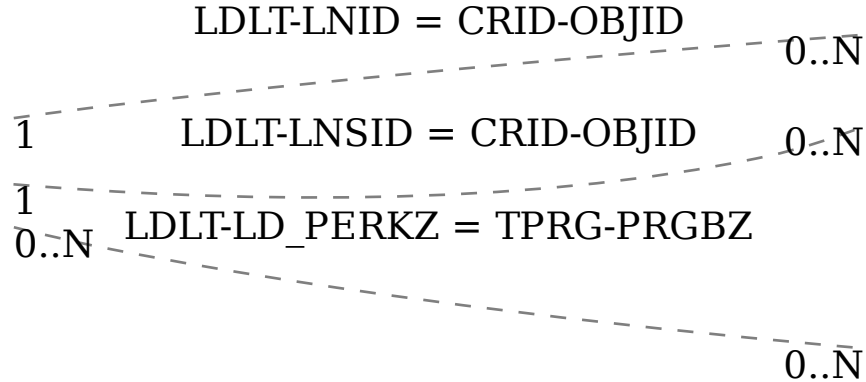 LDLT-LNID = CRID-OBJID
0..N
1
LDLT-LNSID = CRID-OBJID
0..N
1
LDLT-LD_PERKZ = TPRG-PRGBZ
0..N
0..N